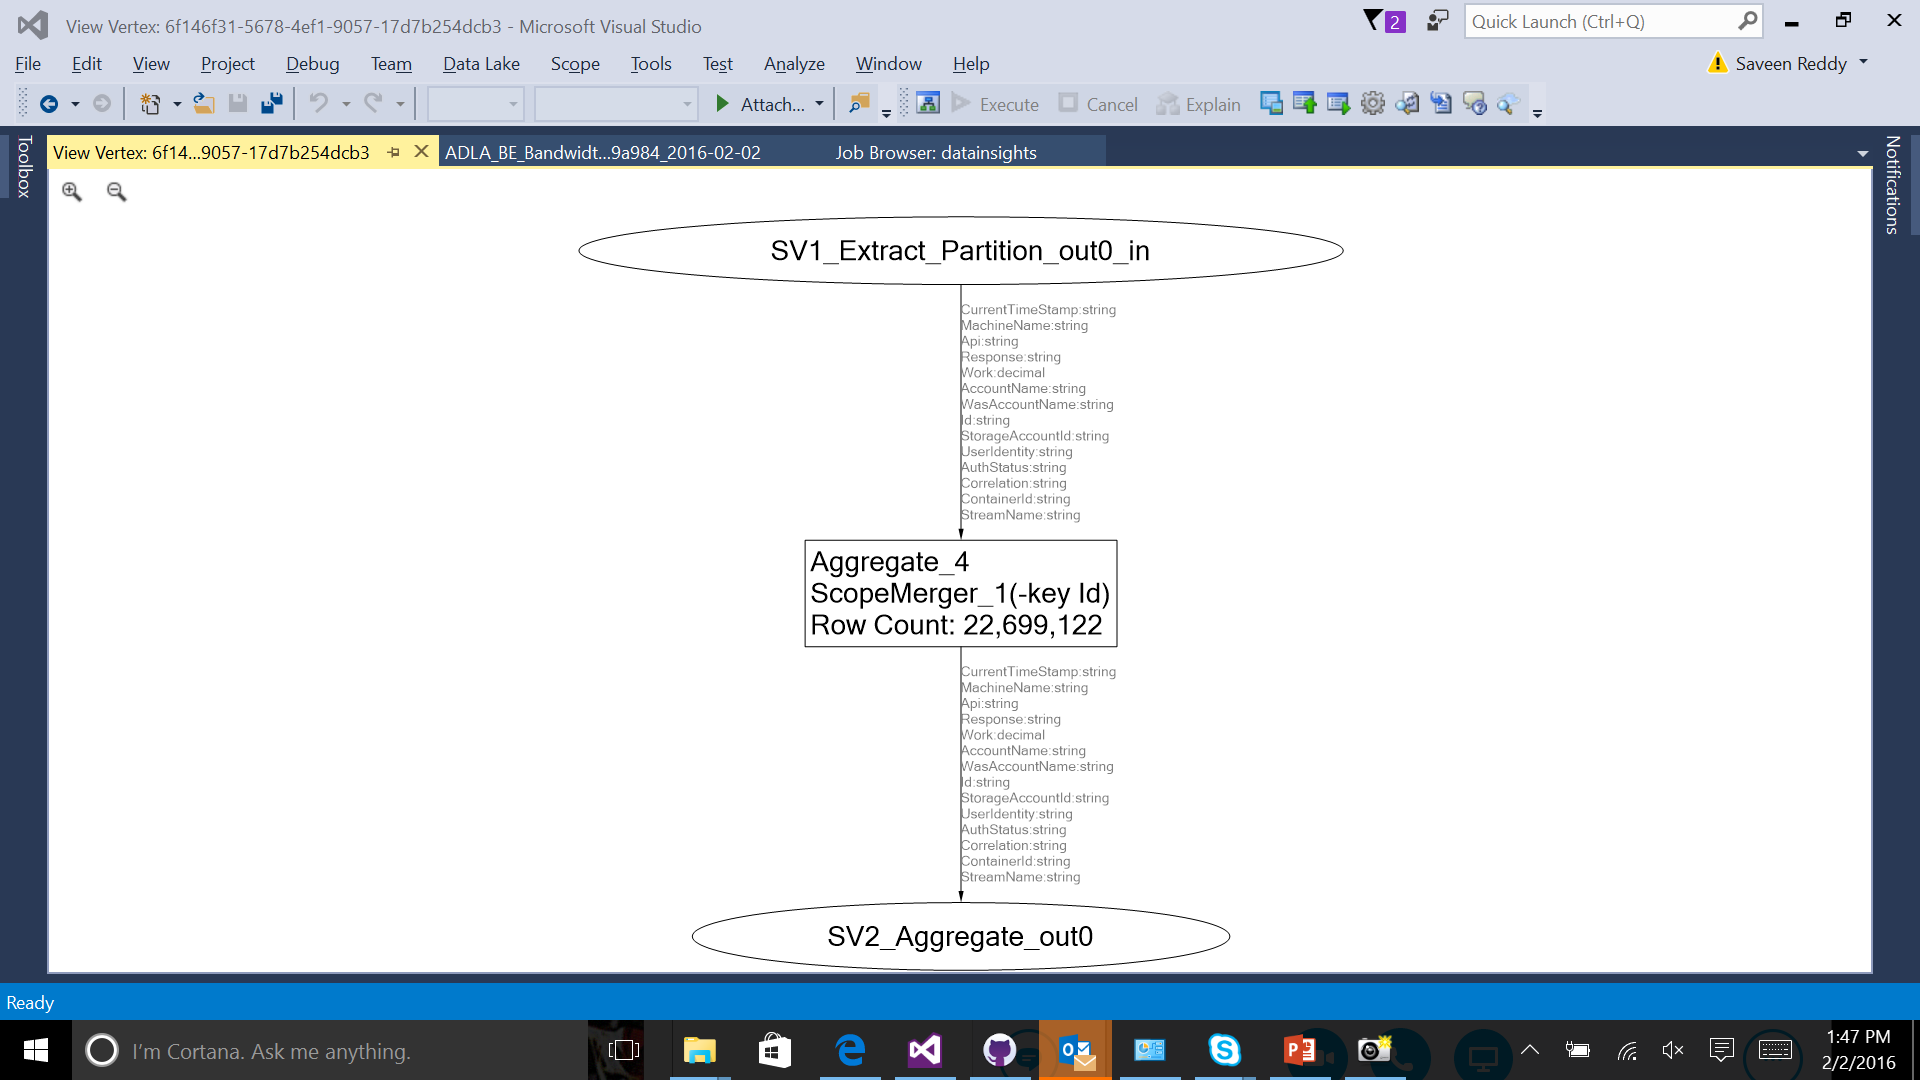 View Vertex: 6f146f31-5678-4ef1-9057-17d7b254dcb3 - Microsoft Visual Studio
2
Quick Launch (Ctrl+Q)
File Edit View Project Debug Team Data Lake Scope Tools Test Analyze Window Help
Saveen Reddy
Attach...
Execute
Cancel
Explain
Toolbox
View Vertex: 6f14...9057-17d7b254dcb3
ADLA_BE_Bandwidt...9a984_2016-02-02
Job Browser: datainsights
Notifications
SV1_Extract_Partition_out0_in
CurrentTimeStamp:string
MachineName:string
Api:string
Response:string
Work:decimal
AccountName:string
WasAccountName:string
Id:string
StorageAccountId:string
UserIdentity:string
AuthStatus:string
Correlation:string
ContainerId:string
StreamName:string
Aggregate_4
ScopeMerger_1(-key Id)
Row Count: 22,699,122
CurrentTimeStamp:string
MachineName:string
Api:string
Response:string
Work:decimal
AccountName:string
WasAccountName:string
Id:string
StorageAccountId:string
UserIdentity:string
AuthStatus:string
Correlation:string
ContainerId:string
StreamName:string
SV2_Aggregate_out0
Ready
I'm Cortana. Ask me anything.
1:47 PM
2/2/2016